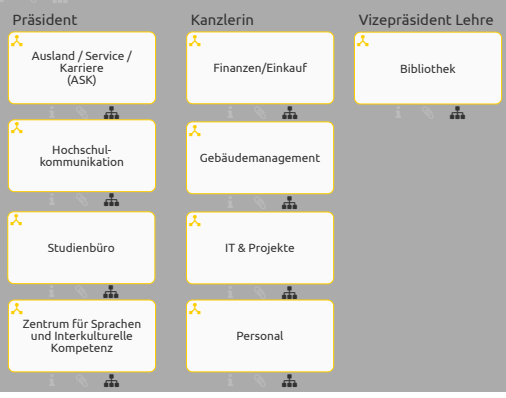 Präsident
Ausland / Service /
Karriere
(ASK)
Hochschul-
kommunikation
Studienbüro
Zentrum für Sprachen
und Interkulturelle
Kompetenz
Kanzlerin
Finanzen/Einkauf
Gebäudemanagement
IT & Projekte
Personal
Vizepräsident Lehre
Bibliothek